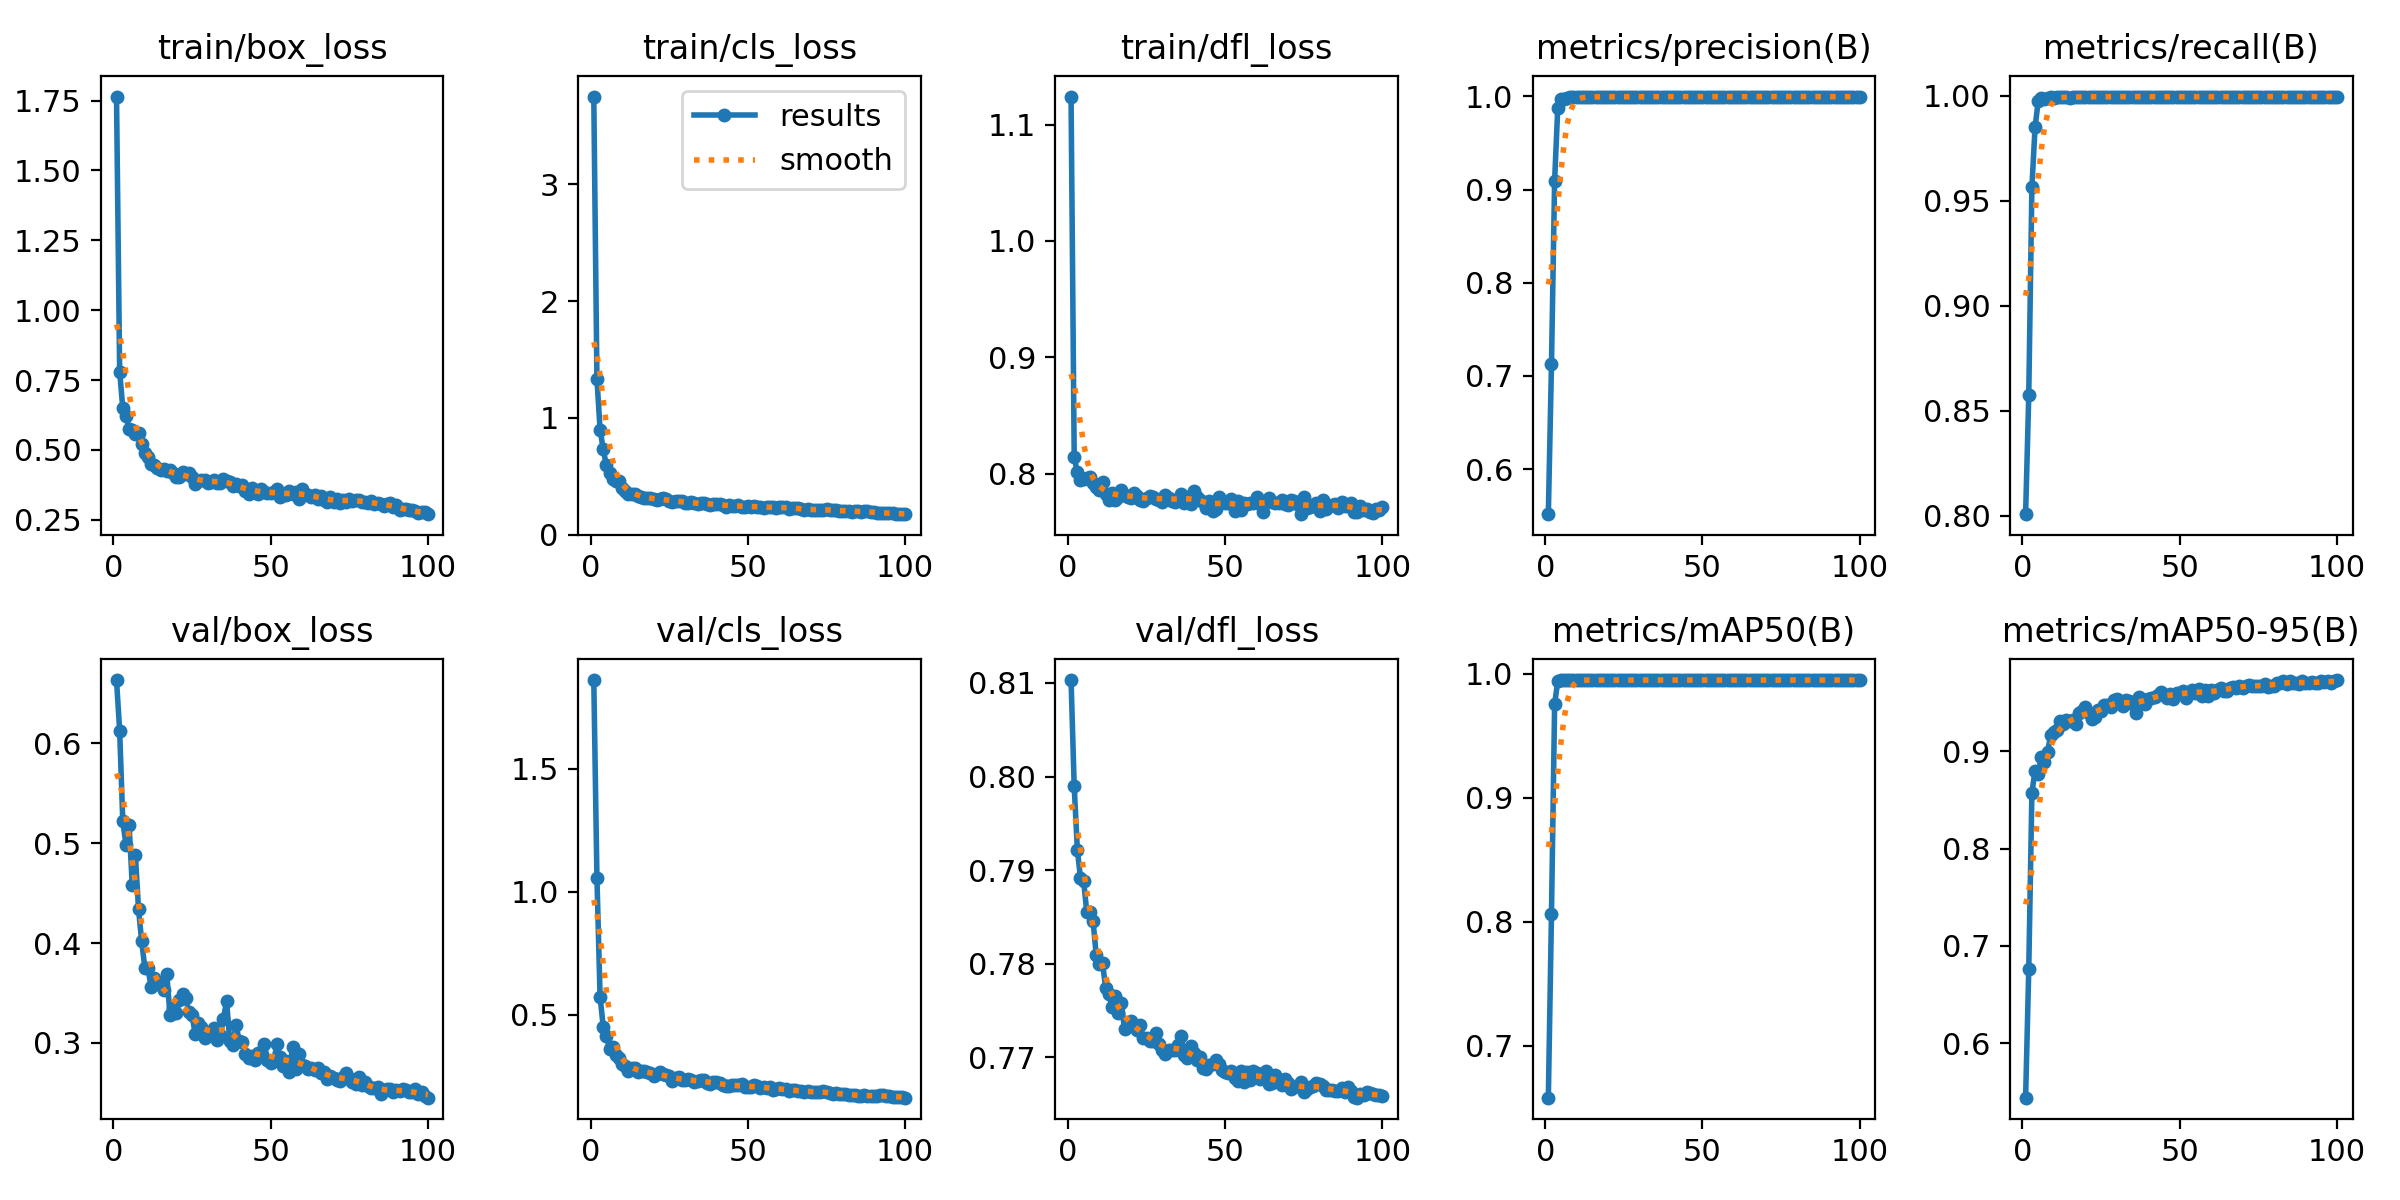 train/box_loss
1.75
1.50
1.25
1.00
0.75
0.50
0.25
0 50 100
train/cls_loss
results
smooth
3
2
1
0
0 50 100
train/dfl_loss
1.1
1.0
0.9
0.8
0 50 100
metrics/precision(B)
1.0
0.9
0.8
0.7
0.6
0 50 100
metrics/recall(B)
1.00
0.95
0.90
0.85
0.80
0 50 100
val/box_loss
0.6
0.5
0.4
0.3
0 50 100
val/cls_loss
1.5
1.0
0.5
0 50 100
val/dfl_loss
0.81
0.80
0.79
0.78
0.77
0 50 100
metrics/mAP50(B)
1.0
0.9
0.8
0.7
0 50 100
metrics/mAP50-95(B)
0.9
0.8
0.7
0.6
0 50 100